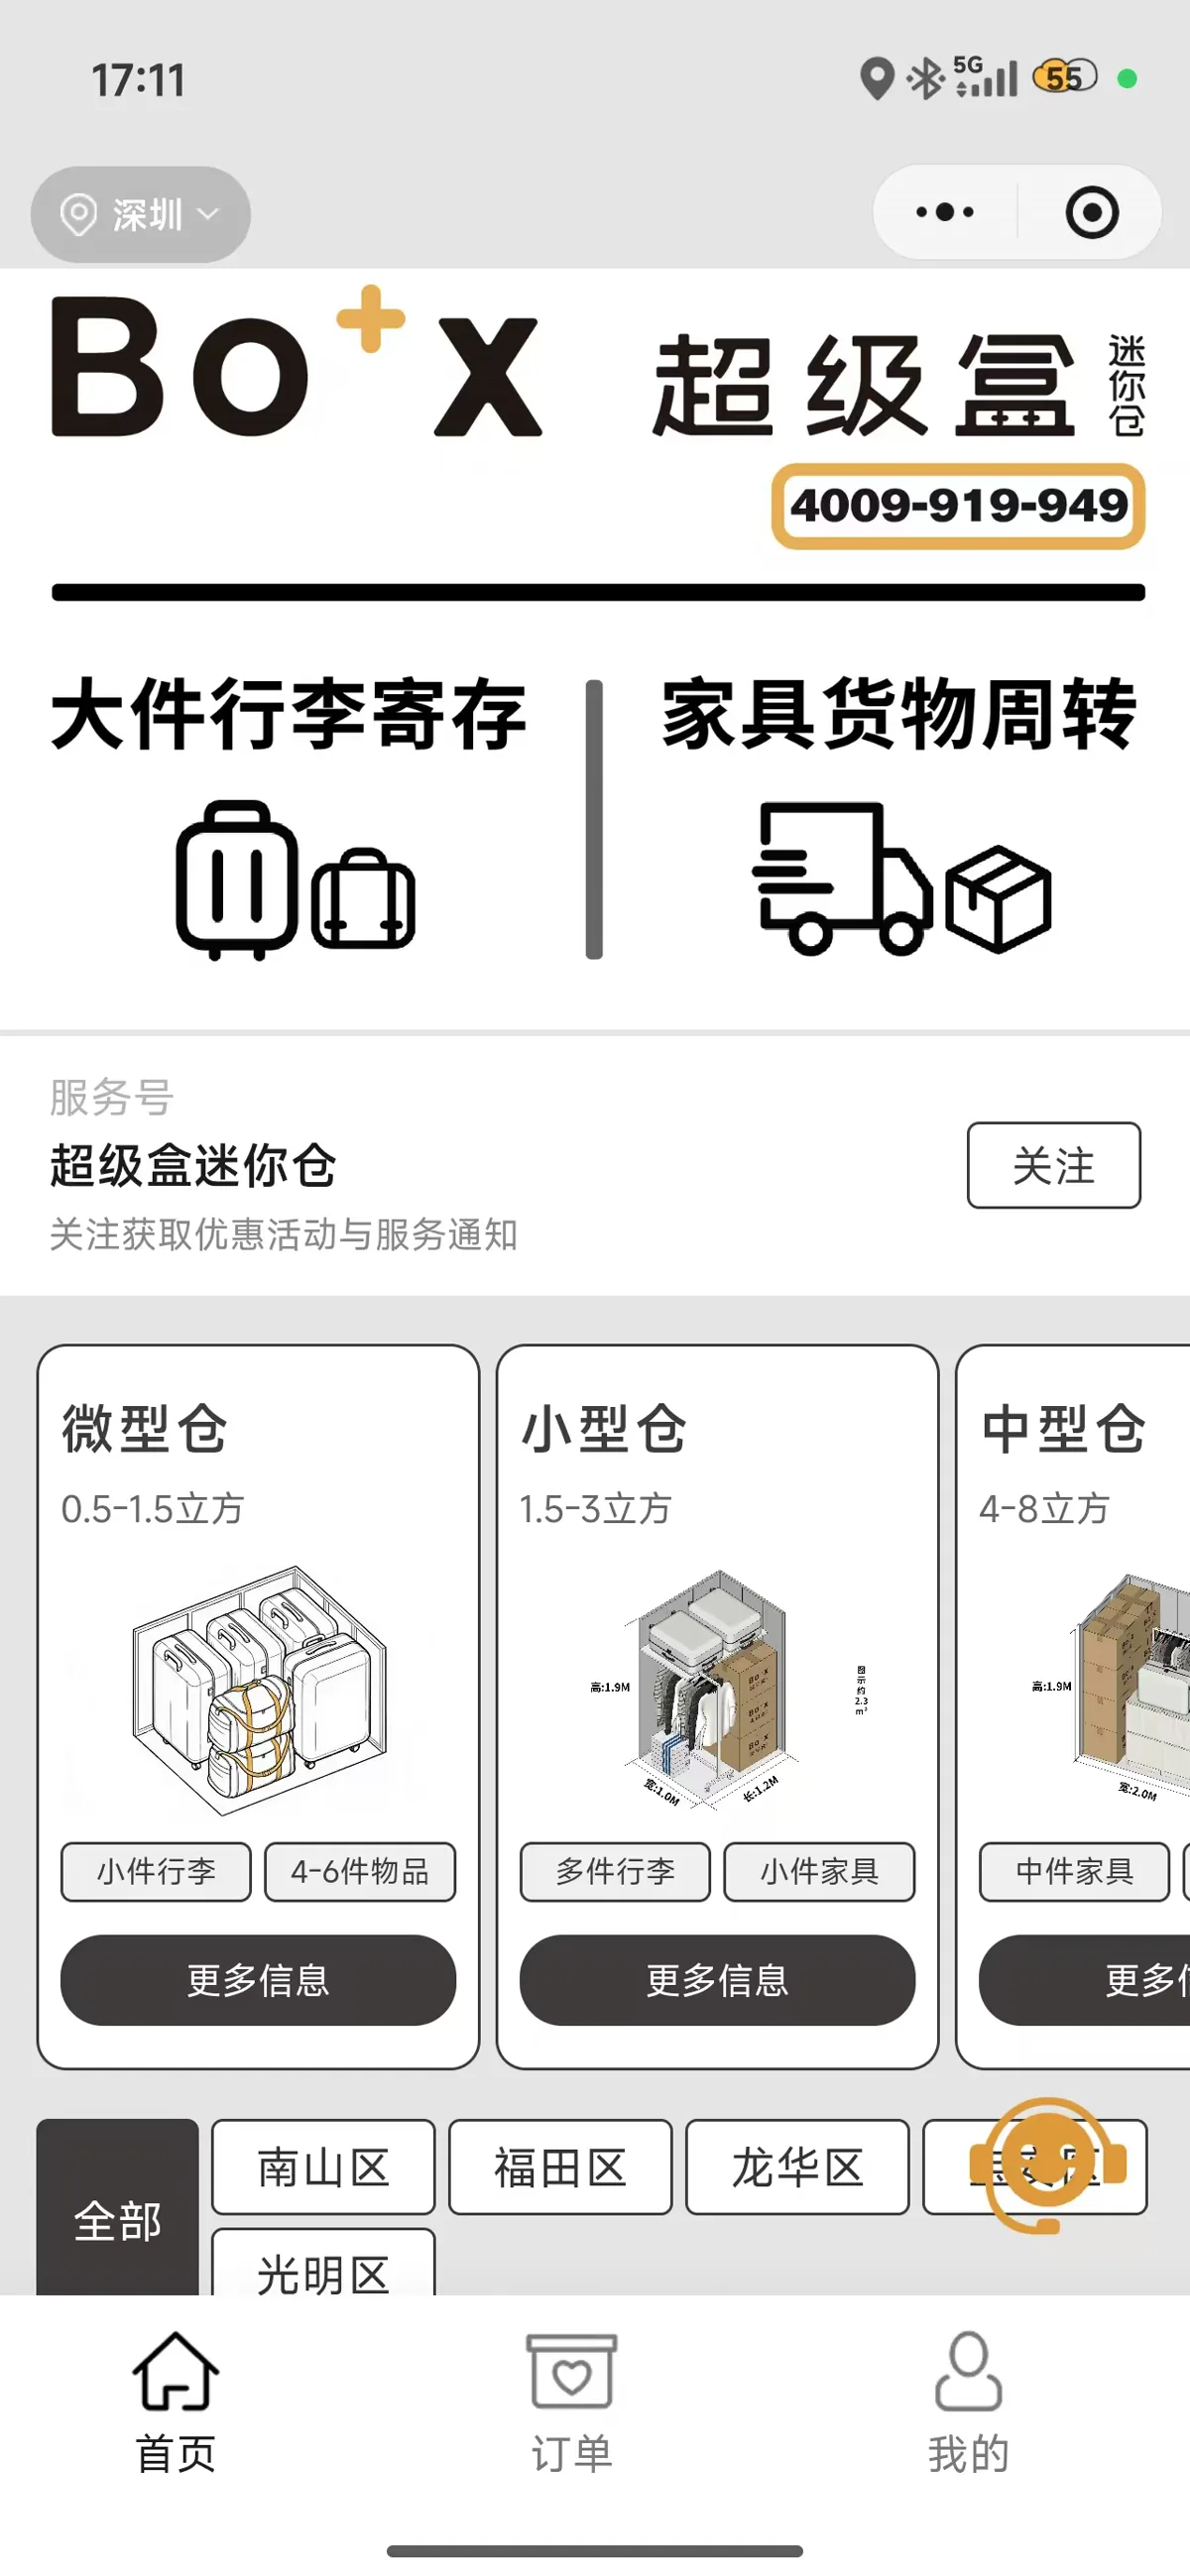 17:11
5G
55
深圳
Bo+x 超级盒 迷你仓
4009-919-949
大件行李寄存 家具货物周转
服务号
超级盒迷你仓
关注
关注获取优惠活动与服务通知
微型仓 小型仓 中型仓
0.5-1.5立方 1.5-3立方 4-8立方
高:1.9M 图示约2.3m³ 高:1.9M
宽:1.0M 长:1.2M 宽:2.0M
小件行李 4-6件物品 多件行李 小件家具 中件家具
更多信息 更多信息 更多
全部 南山区 福田区 龙华区
光明区
首页 订单 我的